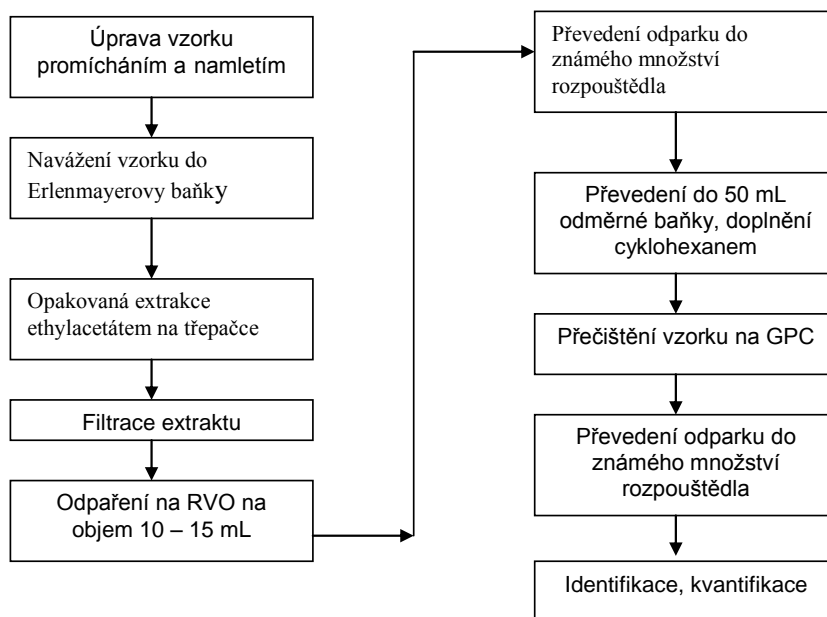 Úprava vzorku
promícháním a namletím
Navážení vzorku do
Erlenmayerovy baňky
Opakovaná extrakce
ethylacetátem na třepačce
Filtrace extraktu
Odpaření na RVO na
objem 10 – 15 mL
Převedení odparku do
známého množství
rozpouštědla
Převedení do 50 mL
odměrné baňky, doplnění
cyklohexanem
Přečištění vzorku na GPC
Převedení odparku do
známého množství
rozpouštědla
Identifikace, kvantifikace